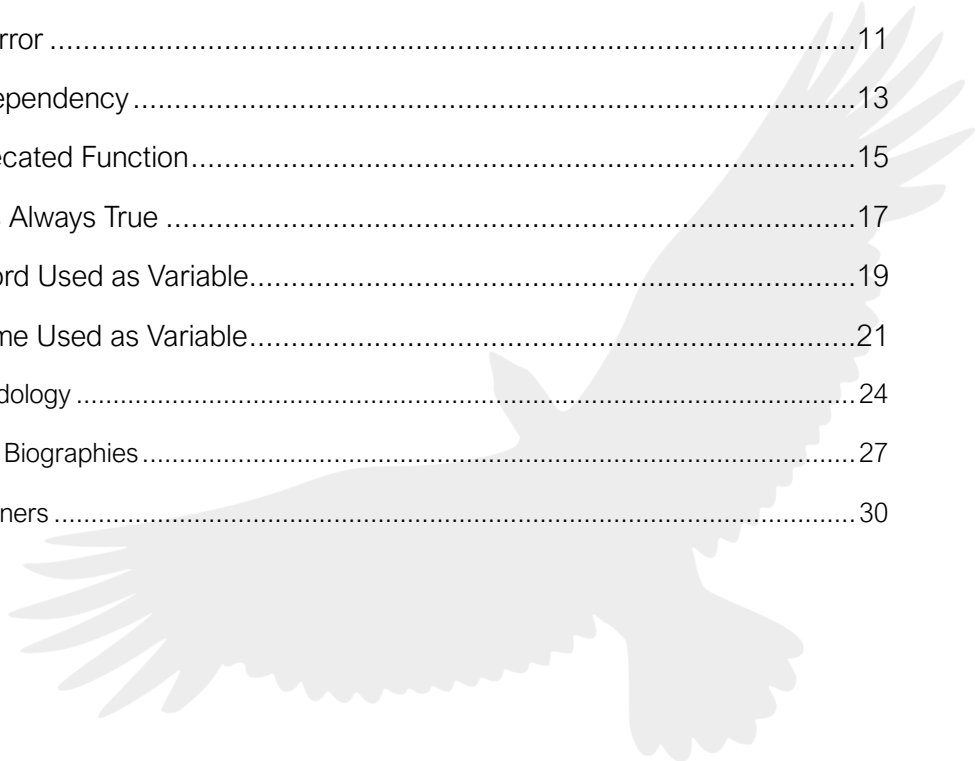 rror ........................................................................................................11
ependency ........................................................................................................13
ecated Function........................................................................................................15
s Always True ........................................................................................................17
ord Used as Variable........................................................................................................19
me Used as Variable........................................................................................................21
dology ........................................................................................................24
Biographies ........................................................................................................27
ners ........................................................................................................30